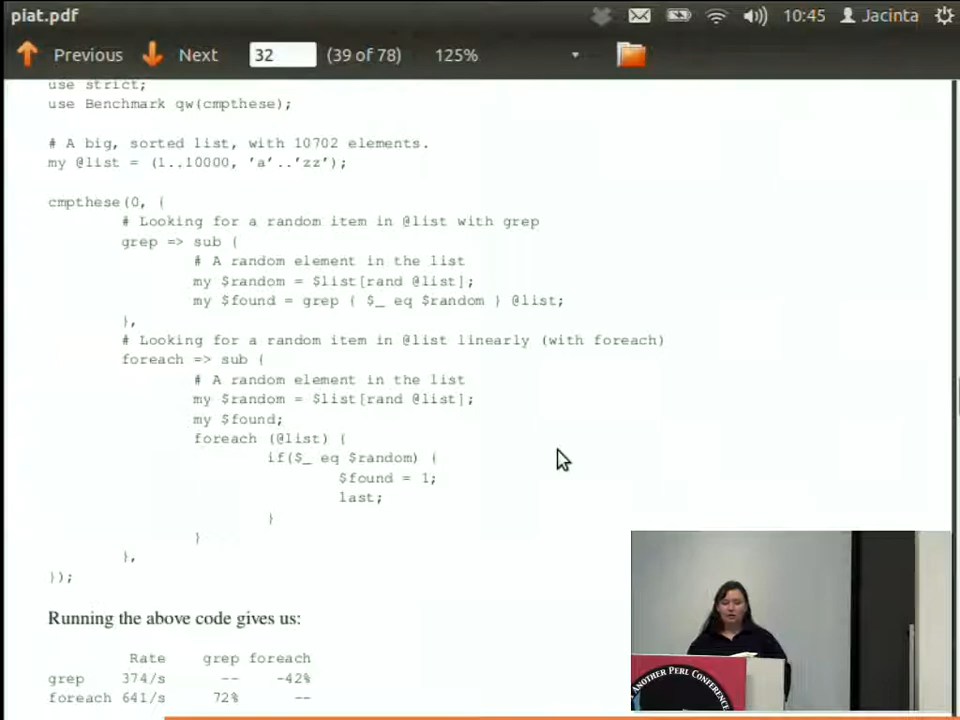 piat.pdf
10:45 Jacinta
Previous Next 32 (39 of 78) 125%
use strict;
use Benchmark qw(cmpthese);
# A big, sorted list, with 10702 elements.
my @list = (1..10000, 'a'..'zz');
cmpthese(0, {
# Looking for a random item in @list with grep
grep => sub {
# A random element in the list
my $random = $list[rand @list];
my $found = grep { $_ eq $random } @list;
},
# Looking for a random item in @list linearly (with foreach)
foreach => sub {
# A random element in the list
my $random = $list[rand @list];
my $found;
foreach (@list) {
if($_ eq $random) {
$found = 1;
last;
}
}
},
});
Running the above code gives us:
Rate grep foreach
grep 374/s -- -42%
foreach 641/s 72% --
ANOTHER PERL CONFERENCE